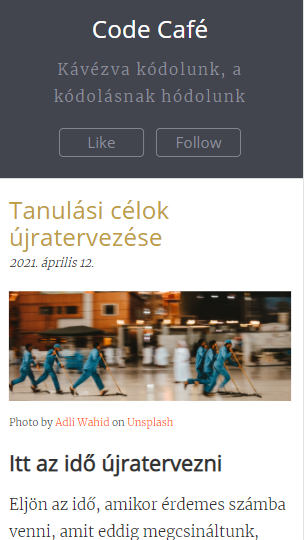 Code Café
Kávézva kódolunk, a
kódolásnak hódolunk
Like Follow
Tanulási célok
újratervezése
2021. április 12.
Photo by Adli Wahid on Unsplash
Itt az idő újratervezni
Eljön az idő, amikor érdemes számba
venni, amit eddig megcsináltunk,